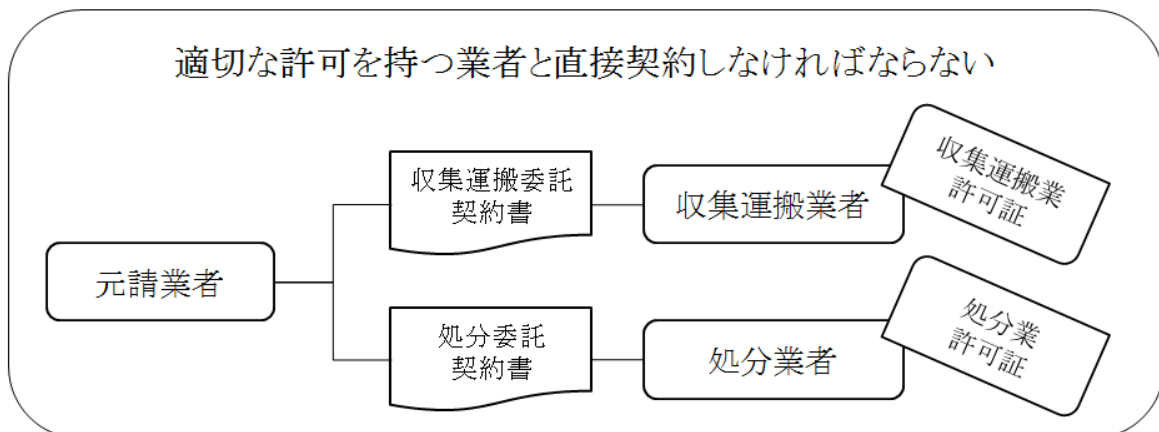 適切な許可を持つ業者と直接契約しなければならない
収集運搬委託
契約書
収集運搬業者
収集運搬業
許可証
元請業者
処分委託
契約書
処分業者
処分業
許可証